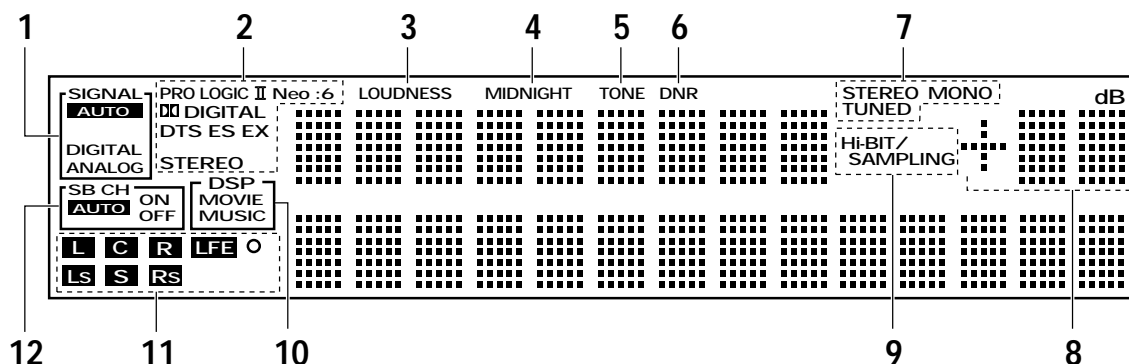 1 2 3 4 5 6 7
SIGNAL PRO LOGIC II Neo :6 LOUDNESS MIDNIGHT TONE DNR STEREO MONO dB
AUTO DIGITAL TUNED
DTS ES EX
DIGITAL Hi-BIT/
ANALOG STEREO SAMPLING
SB CH DSP
AUTO ON MOVIE
OFF MUSIC
L C R LFE
Ls S Rs
12 11 10 9 8